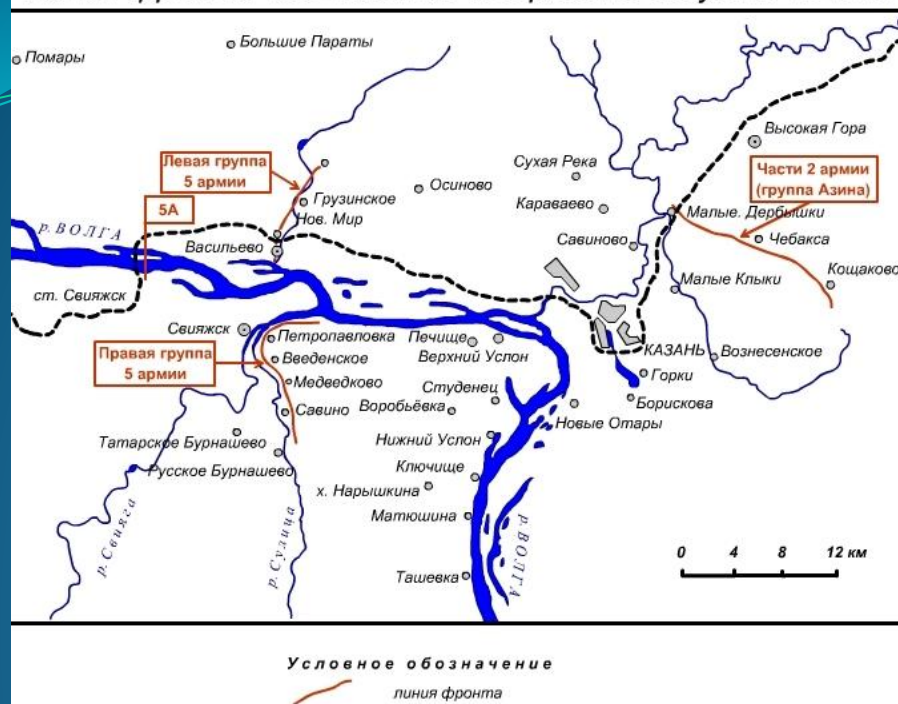 Помары
Большие Параты
Высокая Гора
Левая группа
5 армии
Сухая Река
Части 2 армии
(группа Азина)
Осиново
Грузинское
Караваево
5А
Нов. Мир
Малые. Дербышки
р. ВОЛГА
Васильево
Савиново
Чебакса
Кощаково
ст. Свияжск
Малые Клыки
Свияжск
Петропавловка
Печище
КАЗАНЬ
Вознесенское
Правая группа
5 армии
Введенское
Верхний Услон
Горки
Медведково
Студенец
Борискова
Савино
Воробьёвка
Новые Отары
Татарское Бурнашево
Нижний Услон
Русское Бурнашево
Ключище
х. Нарышкина
р. Свияга
р. Сулица
Матюшина
р. ВОЛГА
0 4 8 12 км
Ташевка
Условное обозначение
линия фронта